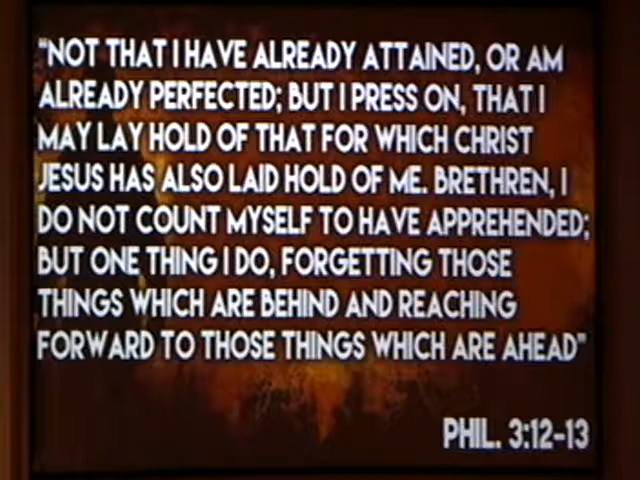 "NOT THAT I HAVE ALREADY ATTAINED, OR AM
ALREADY PERFECTED; BUT I PRESS ON, THAT I
MAY LAY HOLD OF THAT FOR WHICH CHRIST
JESUS HAS ALSO LAID HOLD OF ME. BRETHREN, I
DO NOT COUNT MYSELF TO HAVE APPREHENDED;
BUT ONE THING I DO, FORGETTING THOSE
THINGS WHICH ARE BEHIND AND REACHING
FORWARD TO THOSE THINGS WHICH ARE AHEAD"
PHIL. 3:12-13